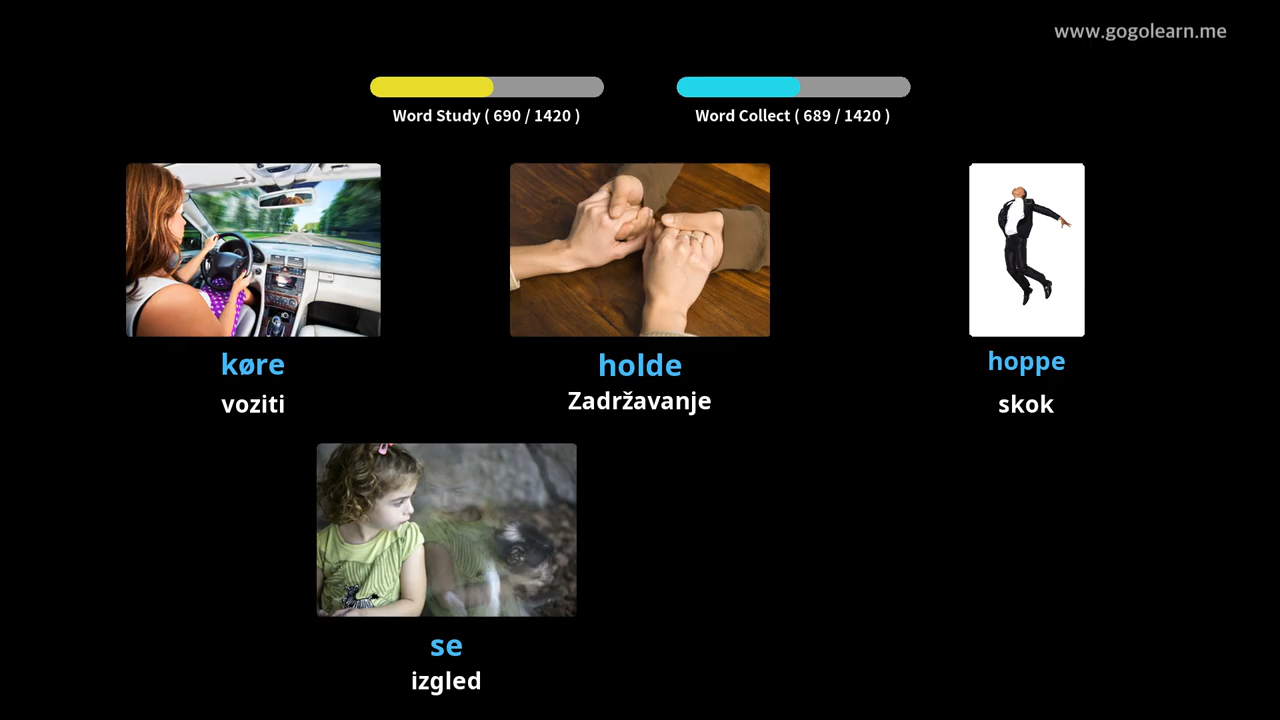 www.gogolearn.me
Word Study ( 690 / 1420 )
Word Collect ( 689 / 1420 )
køre
holde
hoppe
voziti
Zadržavanje
skok
se
izgled